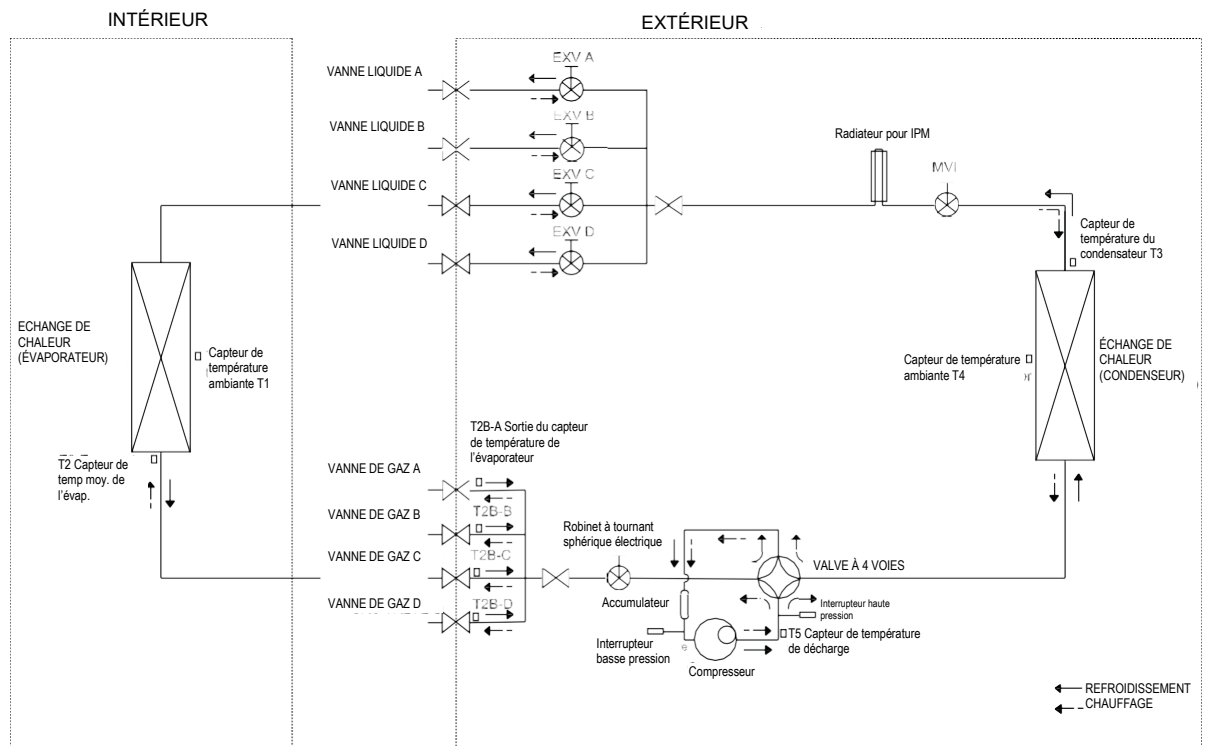 INTÉRIEUR
EXTÉRIEUR
VANNE LIQUIDE A
EXV A
VANNE LIQUIDE B
EXV B
VANNE LIQUIDE C
EXV C
VANNE LIQUIDE D
EXV D
Radiateur pour IPM
MVI
Capteur de
température du
condensateur T3
ECHANGE DE
CHALEUR
(ÉVAPORATEUR)
Capteur de
température
ambiante T1
Capteur de température
ambiante T4
ÉCHANGE DE
CHALEUR
(CONDENSEUR)
T2 Capteur de
temp moy. de
l'évap.
T2B-A Sortie du capteur
de température de
l'évaporateur
VANNE DE GAZ A
T2B-B
VANNE DE GAZ B
T2B-C
VANNE DE GAZ C
T2B-D
VANNE DE GAZ D
Robinet à tournant
sphérique électrique
Accumulateur
VALVE À 4 VOIES
Interrupteur haute
pression
T5 Capteur de température
de décharge
Interrupteur
basse pression
Compresseur
REFROIDISSEMENT
CHAUFFAGE